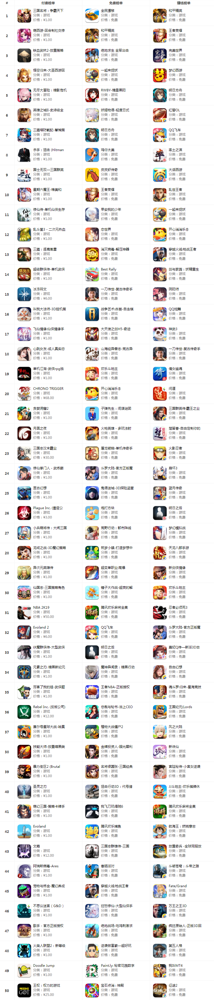 # 付费榜单 免费榜单 赚钱榜单
三国名将：争霸天下 全民漂移 和平精英
1 分类：游戏 分类：游戏 分类：游戏
价格：¥1.00 价格：免费 价格：免费
萌西游-回合制社交修 和平精英 王者荣耀
2 分类：游戏 分类：游戏 分类：游戏
价格：¥1.00 价格：免费 价格：免费
铁血武林2-放置策略 绝地求生 全军出击 完美世界
3 分类：游戏 分类：游戏 分类：游戏
价格：¥1.00 价格：免费 价格：免费
悟空归来-大圣西游回 一起来捉妖 梦幻西游
4 分类：游戏 分类：游戏 分类：游戏
价格：¥1.00 价格：免费 价格：免费
无尽大冒险：暗影危机 RWBY-瑰雪黑阳 明日方舟
5 分类：游戏 分类：游戏 分类：游戏
价格：¥1.00 价格：免费 价格：免费
英雄之城II-史诗级全 妖姬物语-轻度日式 红警OL
6 分类：游戏 分类：游戏 分类：游戏
价格：¥1.00 价格：免费 价格：免费
三國塔防戰記-單機策 明日方舟 QQ飞车
7 分类：游戏 分类：游戏 分类：游戏
价格：¥1.00 价格：免费 价格：免费
杀手：狙击 (Hitman 鸡你太美 率土之滨
8 分类：游戏 分类：游戏 分类：游戏
价格：¥1.00 价格：免费 价格：免费
国士无双—三国群英 皮皮虾传奇 大话西游
9 分类：游戏 分类：游戏 分类：游戏
价格：¥1.00 价格：免费 价格：免费
星期六魔王-唯美和 王者荣耀 乱世王者
10 分类：游戏 分类：游戏 分类：游戏
价格：¥1.00 价格：免费 价格：免费
修仙传-单机仙侠生存 早安我的少年 一起来捉妖
11 分类：游戏 分类：游戏 分类：游戏
价格：¥1.00 价格：免费 价格：免费
乱斗堂3 - 二次元热血 恋世界 开心消消乐®
12 分类：游戏 分类：游戏 分类：游戏
价格：¥1.00 价格：免费 价格：免费
三國：逐鹿風雲 消灭病毒-解压神器 穿越火线:枪战王者
13 分类：游戏 分类：游戏 分类：游戏
价格：¥1.00 价格：免费 价格：免费
超级群侠传-单机武侠 Best Rally 剑与家园：妖精重生
14 分类：游戏 分类：游戏 分类：游戏
价格：¥1.00 价格：免费 价格：免费
冰冻符文 一刀传世-复古传奇手 阴阳师
15 分类：游戏 分类：游戏 分类：游戏
价格：¥6.00 价格：免费 价格：免费
叫我大法师-3D挂机策 战争艺术:赤潮-自走棋 QQ炫舞
16 分类：游戏 分类：游戏 分类：游戏
价格：¥1.00 价格：免费 价格：免费
飞仙情缘:仙侠情缘手 大天使之剑H5-奇迹 神武3
17 分类：游戏 分类：游戏 分类：游戏
价格：¥1.00 价格：免费 价格：免费
心跳女友-成人真实恋 山海经异兽志-荒古异 一刀传世-复古传奇手
18 分类：游戏 分类：游戏 分类：游戏
价格：¥1.00 价格：免费 价格：免费
单机江湖-武侠rpg独 欢乐斗地主 倩女幽魂
19 分类：游戏 分类：游戏 分类：游戏
价格：¥1.00 价格：免费 价格：免费
CHRONO TRIGGER 开心消消乐® 问道
20 分类：游戏 分类：游戏 分类：游戏
价格：¥68.00 价格：免费 价格：免费
贪婪洞窟2 子弹先生：间谍谜团 三国群英传:霸王之业
21 分类：游戏 分类：游戏 分类：游戏
价格：¥1.00 价格：免费 价格：免费
月圆之夜 火枪英雄 - 多玩法射 楚留香-自由定制你的
22 分类：游戏 分类：游戏 分类：游戏
价格：¥1.00 价格：免费 价格：免费
三国志汉末霸业 屠龙破晓-单机传奇手 火影忍者
23 分类：游戏 分类：游戏 分类：游戏
价格：¥30.00 价格：免费 价格：免费
修仙掌门人 - 武炼巅 斗罗大陆-官方正版魔 崩坏3
24 分类：游戏 分类：游戏 分类：游戏
价格：¥1.00 价格：免费 价格：免费
亘古幻想 鬼语迷城-3D探险盗墓 蓝月传奇
25 分类：游戏 分类：游戏 分类：游戏
价格：¥1.00 价格：免费 价格：免费
Plague Inc. (瘟疫公 炮打方块 明日之后
26 分类：游戏 分类：游戏 分类：游戏
价格：¥3.00 价格：免费 价格：免费
小兵萌将传：大闹三国 荒野行动：都市阵线 梦幻模拟战
27 分类：游戏 分类：游戏 分类：游戏
价格：¥1.00 价格：免费 价格：免费
龙戒之战-3D魔幻策略 筑梦小镇-打造梦想中 天龙八部手游
28 分类：游戏 分类：游戏 分类：游戏
价格：¥1.00 价格：免费 价格：免费
异次元英雄传 超变单职业:高爆 新剑侠情缘
29 分类：游戏 分类：游戏 分类：游戏
价格：¥1.00 价格：免费 价格：免费
仙国志-三国策略角色 锤子大作战-超爽的解 欢乐斗地主
30 分类：游戏 分类：游戏 分类：游戏
价格：¥1.00 价格：免费 价格：免费
NBA 2K19 腾讯欢乐麻将全集 忍者必须死3
31 分类：游戏 分类：游戏 分类：游戏
价格：¥50.00 价格：免费 价格：免费
Evoland 2 QQ飞车 斗罗大陆-官方正版魔
32 分类：游戏 分类：游戏 分类：游戏
价格：¥6.00 价格：免费 价格：免费
伏魔群侠传-大型武侠 明日之后 熹妃Q传—新派3D古
33 分类：游戏 分类：游戏 分类：游戏
价格：¥1.00 价格：免费 价格：免费
元素之刃: 暗黑新纪元 魔神异闻录：暗黑行动 自由幻想
34 分类：游戏 分类：游戏 分类：游戏
价格：¥1.00 价格：免费 价格：免费
厉害了我的娃-武侠题 王者NBA-正版授权 魂斗罗:归来-星海竞技
35 分类：游戏 分类：游戏 分类：游戏
价格：¥1.00 价格：免费 价格：免费
Rebel Inc. (反叛公司) 总裁与秘书-当上CEO 王国纪元(Lords
36 分类：游戏 分类：游戏 分类：游戏
价格：¥12.00 价格：免费 价格：免费
赛尔号星球大战-哈莫 植物大战僵尸2 风之大陆
37 分类：游戏 分类：游戏 分类：游戏
价格：¥1.00 价格：免费 价格：免费
技能大师-放置暗黑类 金牌投资人-眼光犀利 新诛仙
38 分类：游戏 分类：游戏 分类：游戏
价格：¥1.00 价格：免费 价格：免费
暴力街区2 (Brutal 名将很嚣张-三国经典 宫廷秘传-小宫女逆袭
39 分类：游戏 分类：游戏 分类：游戏
价格：¥1.00 价格：免费 价格：免费
圣灵之刃 狙击行动3D：代号猎 JJ斗地主-欢乐棋牌休
40 分类：游戏 分类：游戏 分类：游戏
价格：¥1.00 价格：免费 价格：免费
萌幻三国-策略卡牌手 我飞刀玩得贼6 腾讯欢乐麻将全集
41 分类：游戏 分类：游戏 分类：游戏
价格：¥1.00 价格：免费 价格：免费
Evoland 腾讯欢乐捕鱼 航海王：燃烧意志
42 分类：游戏 分类：游戏 分类：游戏
价格：¥1.00 价格：免费 价格：免费
文嘉 三国志群雄传-三国 放置奇兵 -全球同服放
43 分类：游戏 分类：游戏 分类：游戏
价格：¥12.00 价格：免费 价格：免费
阿瑞斯病毒-Ares 香肠派对 斗破苍穹：斗帝之路
44 分类：游戏 分类：游戏 分类：游戏
价格：¥1.00 价格：免费 价格：免费
宠物与炼金-魔幻养成 穿越火线:枪战王者 Fate/Grand
45 分类：游戏 分类：游戏 分类：游戏
价格：¥1.00 价格：免费 价格：免费
不思议迷宫（G&D ） 狂怒修仙-大型仙侠手 万王之王3D
46 分类：游戏 分类：游戏 分类：游戏
价格：¥1.00 价格：免费 价格：免费
歌手 - 官方正版授权 绝地战场-吃鸡刺激求 疯狂原始人-正版3D回
47 分类：游戏 分类：游戏 分类：游戏
价格：¥1.00 价格：免费 价格：免费
火柴人联盟2：新等级 逆袭做富豪—超好玩 第五人格
48 分类：游戏 分类：游戏 分类：游戏
价格：¥1.00 价格：免费 价格：免费
Doodle Jump Paint.ly: 秘密花园数字 我叫MT4
49 分类：游戏 分类：游戏 分类：游戏
价格：¥1.00 价格：免费 价格：免费
王权：权力的游戏 宝石点消 : 神殿 征途2
50 分类：游戏 分类：游戏 分类：游戏
价格：¥25.00 价格：免费 价格：免费